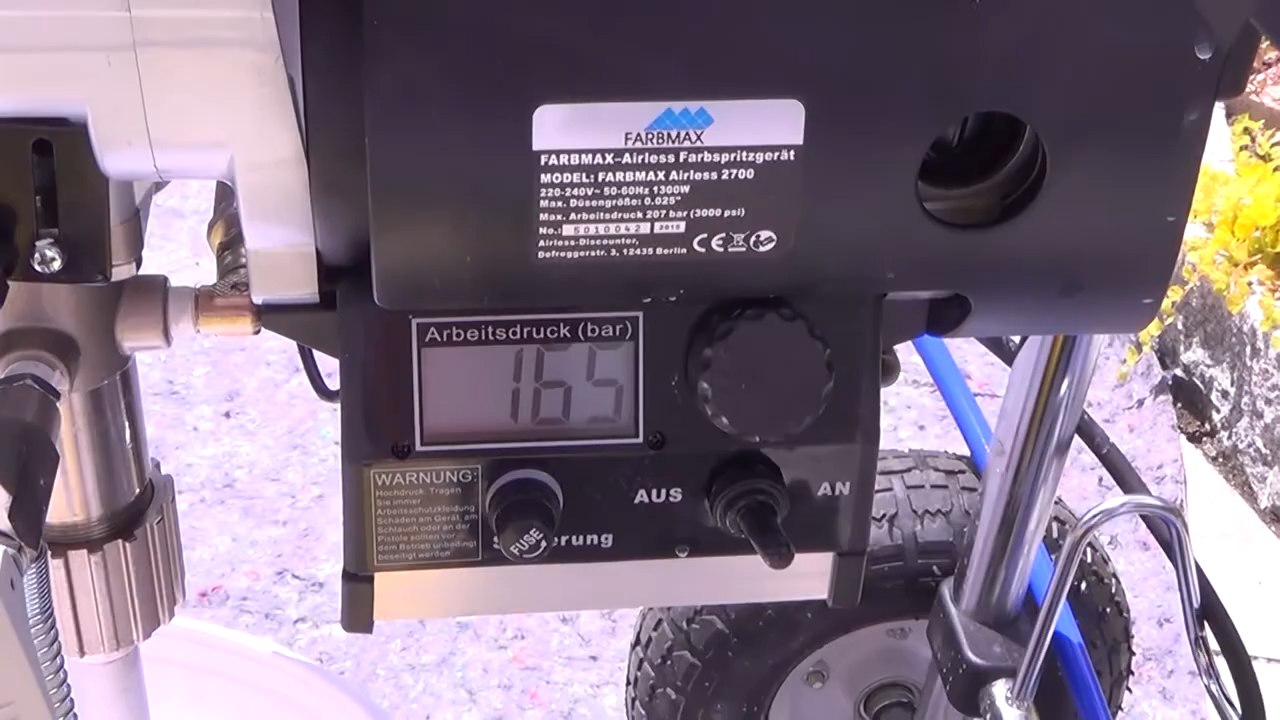 FARBMAX
FARBMAX-Airless Farbspritzgerät
MODEL: FARBMAX Airless 2700
220-240V~ 50-60Hz 1300W
Max. Düsengröße: 0.025"
Max. Arbeitsdruck 207 bar (3000 psi)
No.: 5010042 2015
Airless-Discounter,
Defreggerstr. 3, 12435 Berlin
CE
Arbeitsdruck (bar)
165
WARNUNG:
Hochdruck. Tragen
Sie immer
Arbeitsschutzkleidung
Schäden am Gerät, am
Schlauch oder an der
Pistole sollten vor
dem Betrieb unbedingt
beseitigt werden
FUSE
erung
AUS
AN